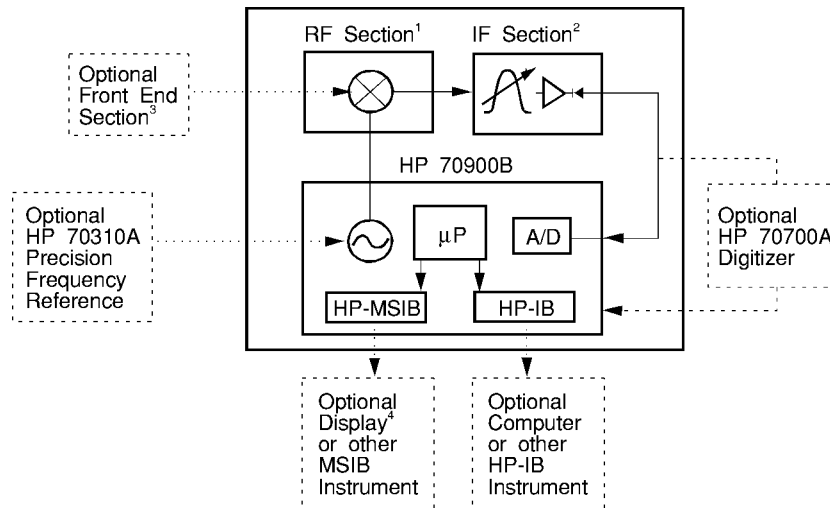 RF Section¹
IF Section²
Optional
Front End
Section³
HP 70900B
Optional
HP 70310A
Precision
Frequency
Reference
μP
A/D
HP-MSIB
HP-IB
Optional
HP 70700A
Digitizer
Optional
Display⁴
or other
MSIB
Instrument
Optional
Computer
or other
HP-IB
Instrument